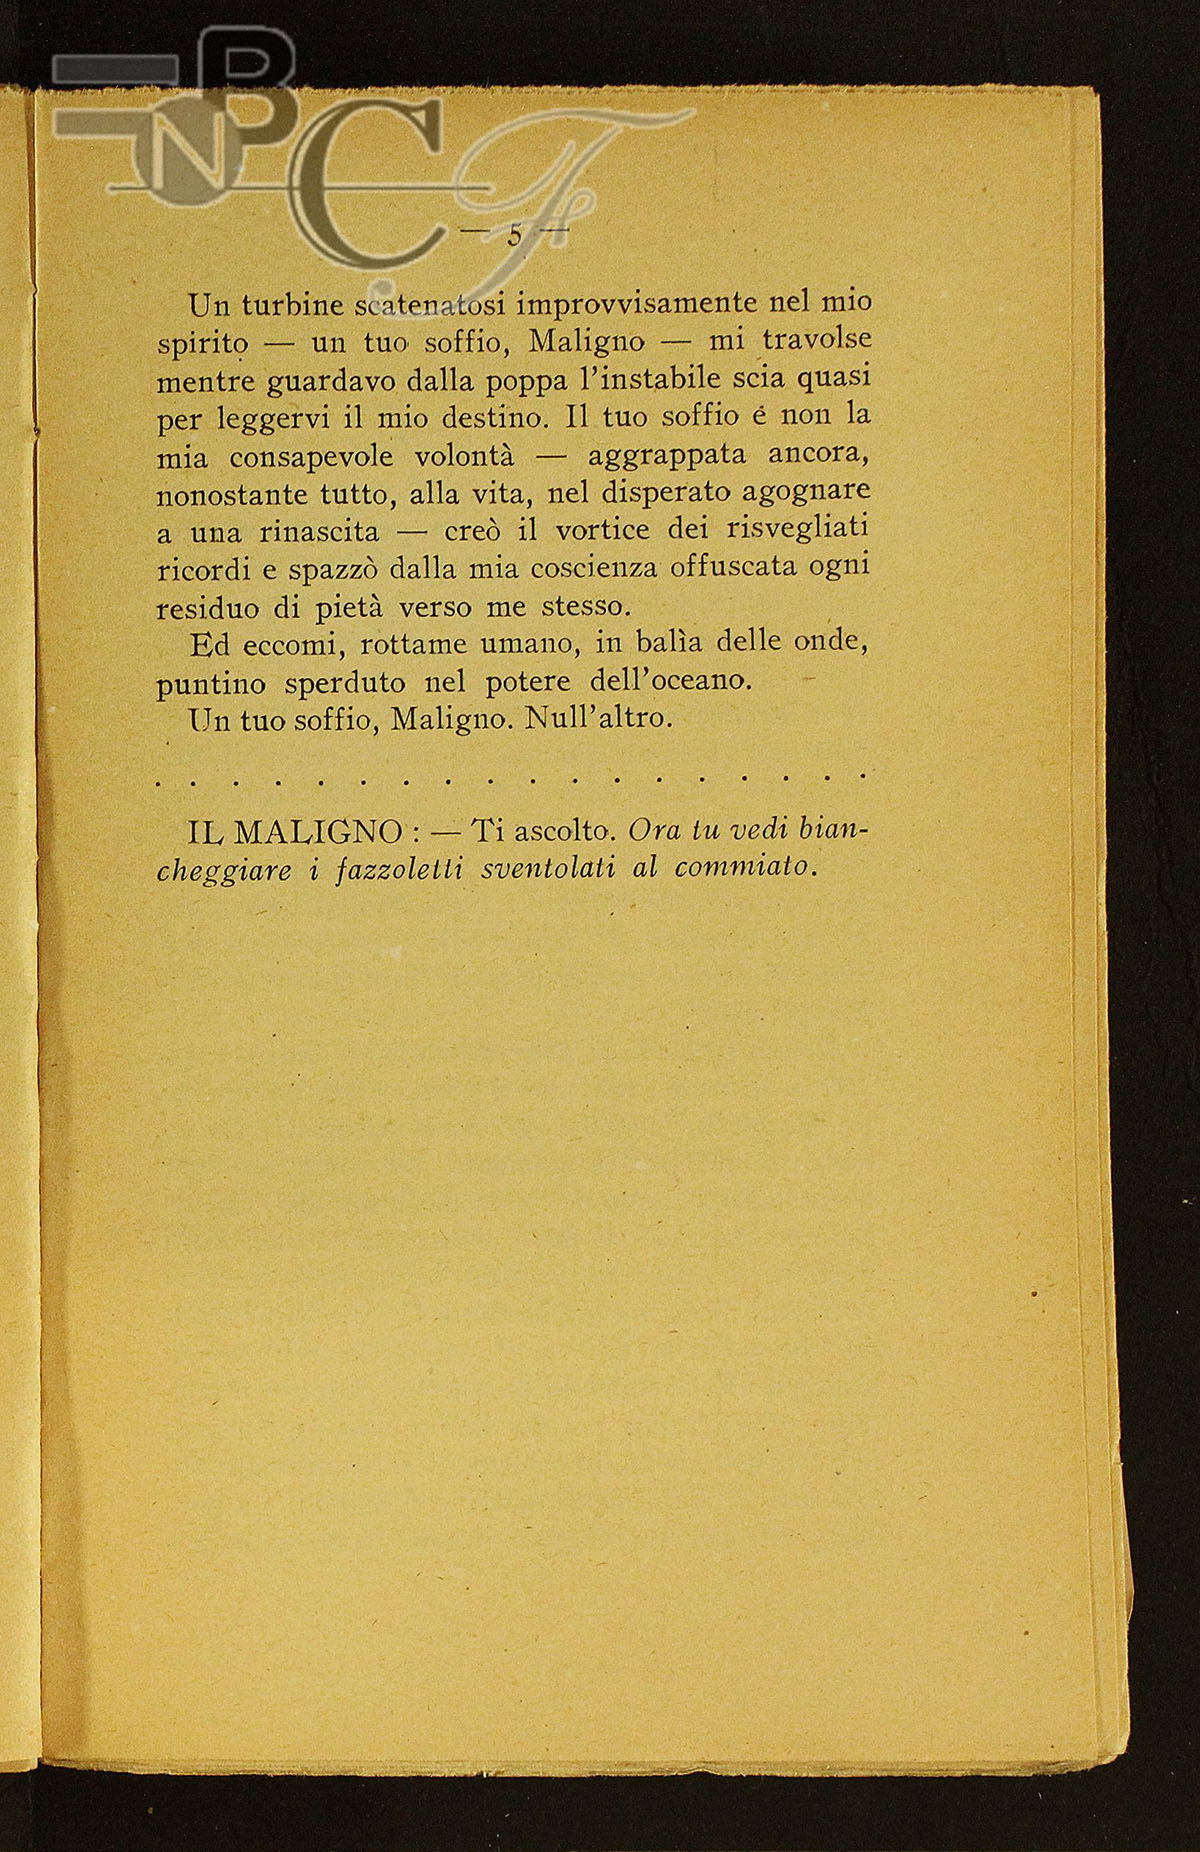 BNCF
— 5 —
Un turbine scatenatosi improvvisamente nel mio
spirito — un tuo soffio, Maligno — mi travolse
mentre guardavo dalla poppa l'instabile scia quasi
per leggervi il mio destino. Il tuo soffio é non la
mia consapevole volontà — aggrappata ancora,
nonostante tutto, alla vita, nel disperato agognare
a una rinascita — creò il vortice dei risvegliati
ricordi e spazzò dalla mia coscienza offuscata ogni
residuo di pietà verso me stesso.
Ed eccomi, rottame umano, in balìa delle onde,
puntino sperduto nel potere dell'oceano.
Un tuo soffio, Maligno. Null'altro.
. . . . . . . . . . . . . . . . . .
IL MALIGNO : — Ti ascolto. Ora tu vedi bian-
cheggiare i fazzoletti sventolati al commiato.